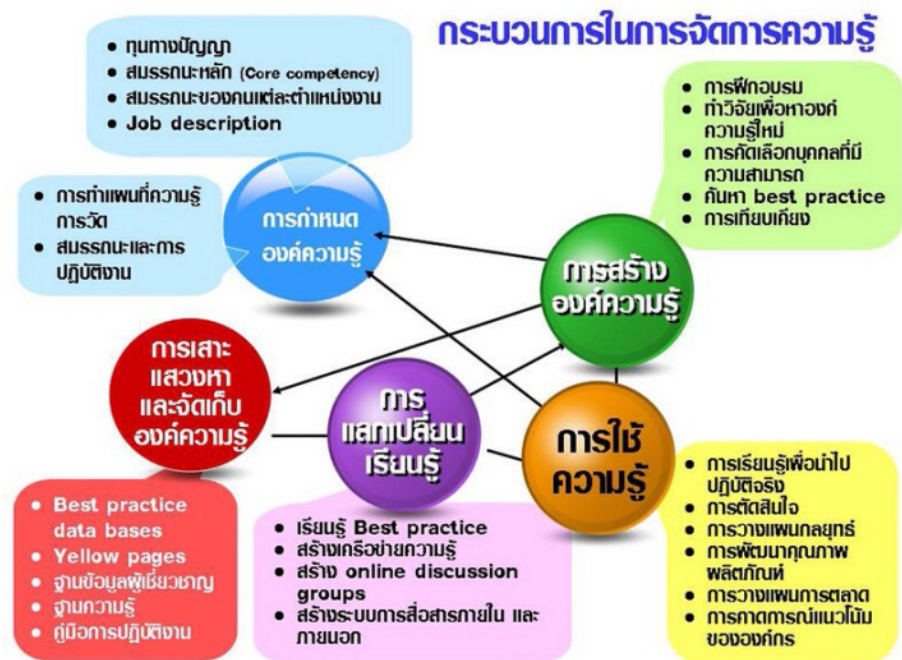 กระบวนการในการจัดการความรู้
• ทุนทางปัญญา
• สมรรถนะหลัก (Core competency)
• สมรรถนะของคนแต่ละตำแหน่งงาน
• Job description
• การทำแผนที่ความรู้
การวัด
• สมรรถนะและการ
ปฏิบัติงาน
การกำหนด
องค์ความรู้
• การฝึกอบรม
• ทำวิจัยเพื่อหาองค์
ความรู้ใหม่
• การคัดเลือกบุคคลที่มี
ความสามารถ
• ค้นหา best practice
• การเทียบเคียง
การสร้าง
องค์ความรู้
การเสาะ
แสวงหา
และจัดเก็บ
องค์ความรู้
• Best practice
data bases
• Yellow pages
• ฐานข้อมูลผู้เชี่ยวชาญ
• ฐานความรู้
• คู่มือการปฏิบัติงาน
การ
แลกเปลี่ยน
เรียนรู้
• เรียนรู้ Best practice
• สร้างเครือข่ายความรู้
• สร้าง online discussion
groups
• สร้างระบบการสื่อสารภายใน และ
ภายนอก
การใช้
ความรู้
• การเรียนรู้เพื่อนำไป
ปฏิบัติจริง
• การตัดสินใจ
• การวางแผนกลยุทธ์
• การพัฒนาคุณภาพ
ผลิตภัณฑ์
• การวางแผนการตลาด
• การคาดการณ์แนวโน้ม
ขององค์กร